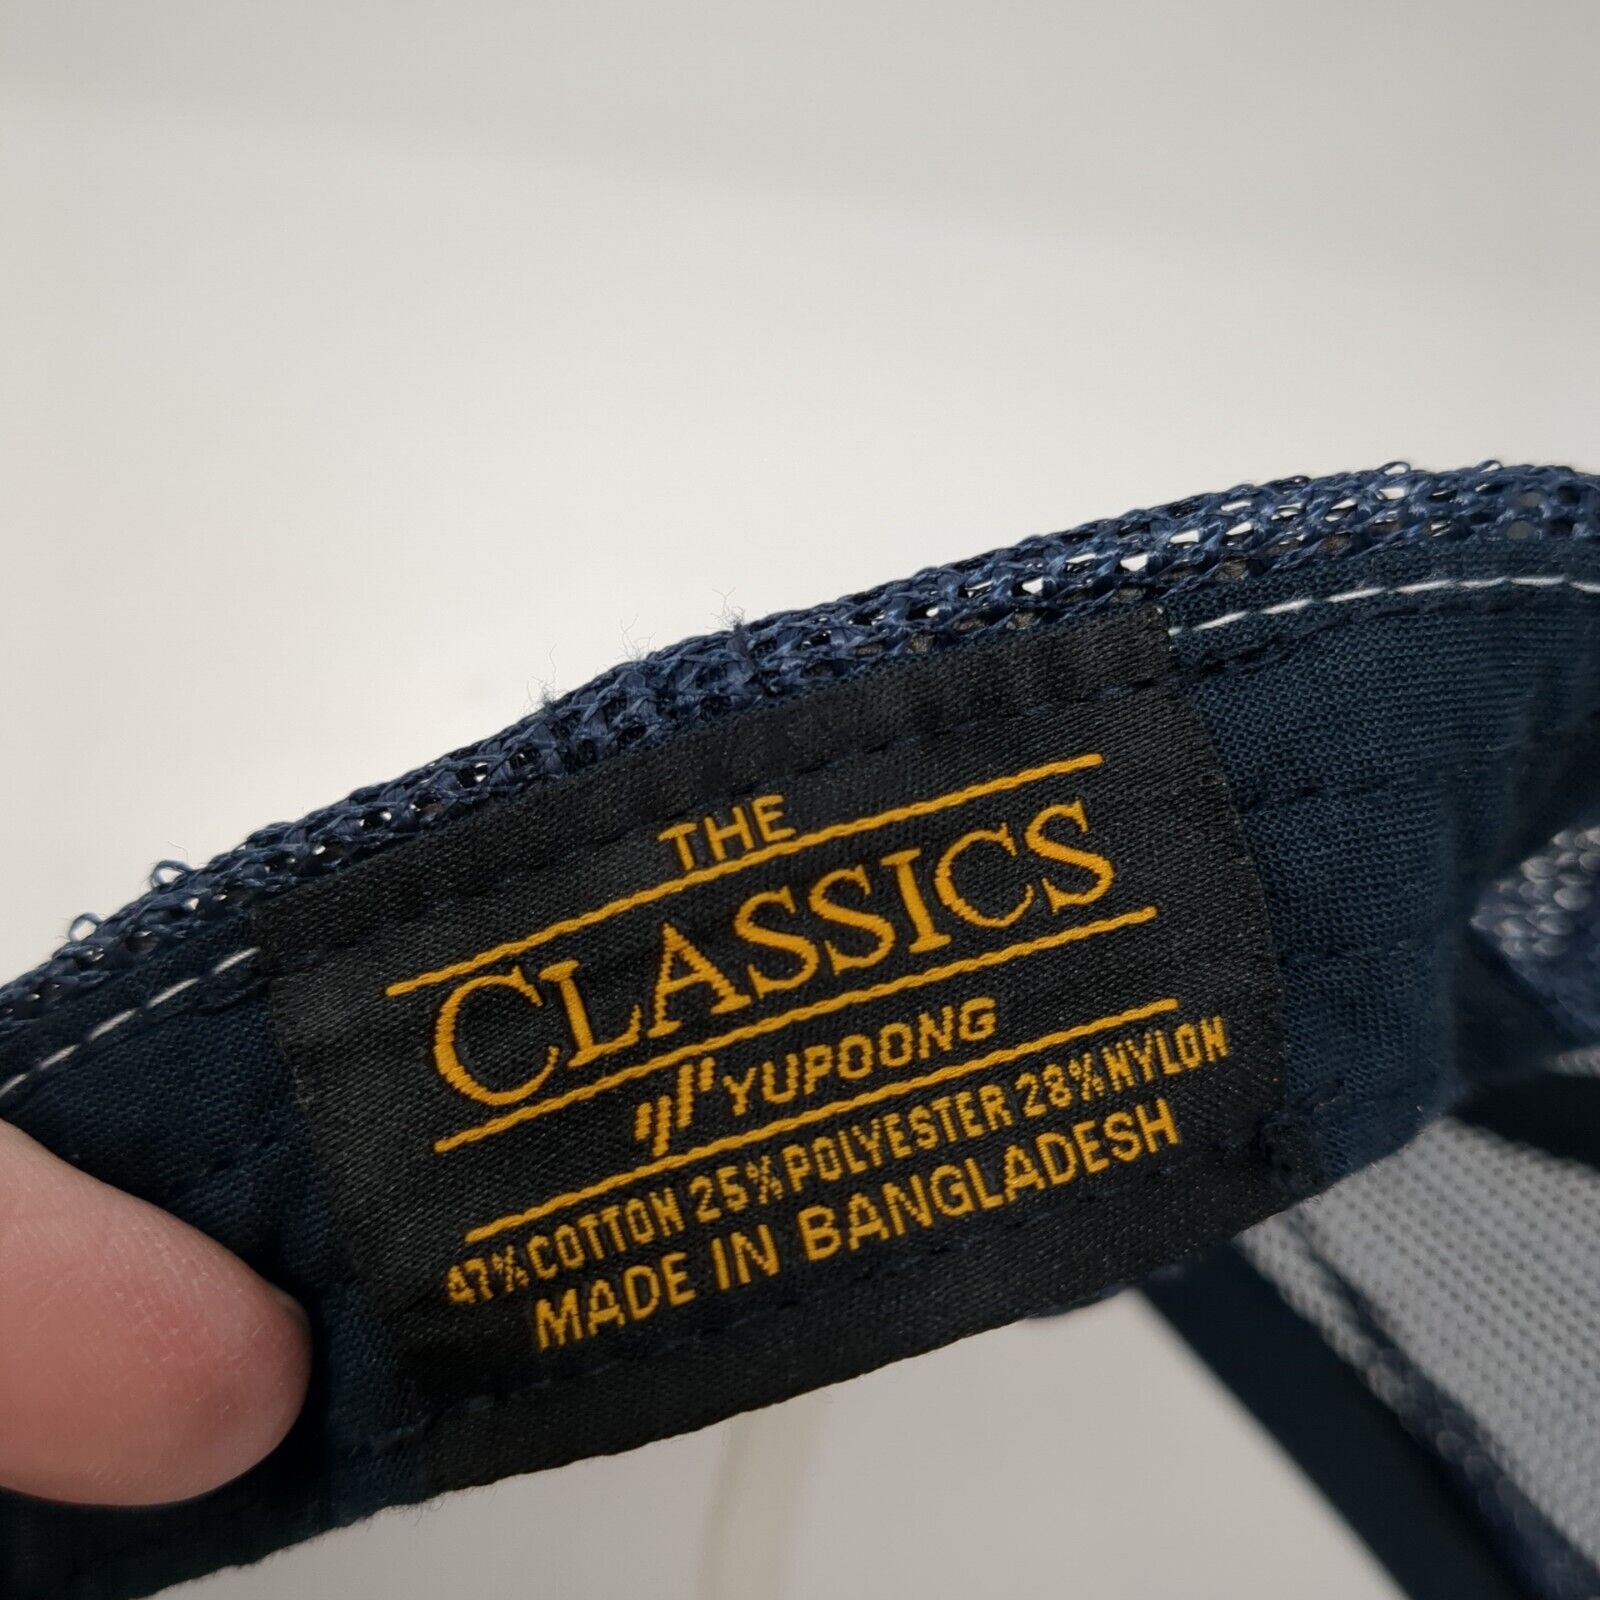 THE
CLASSICS
YUPOONG
47% COTTON 25% POLYESTER 28% NYLON
MADE IN BANGLADESH